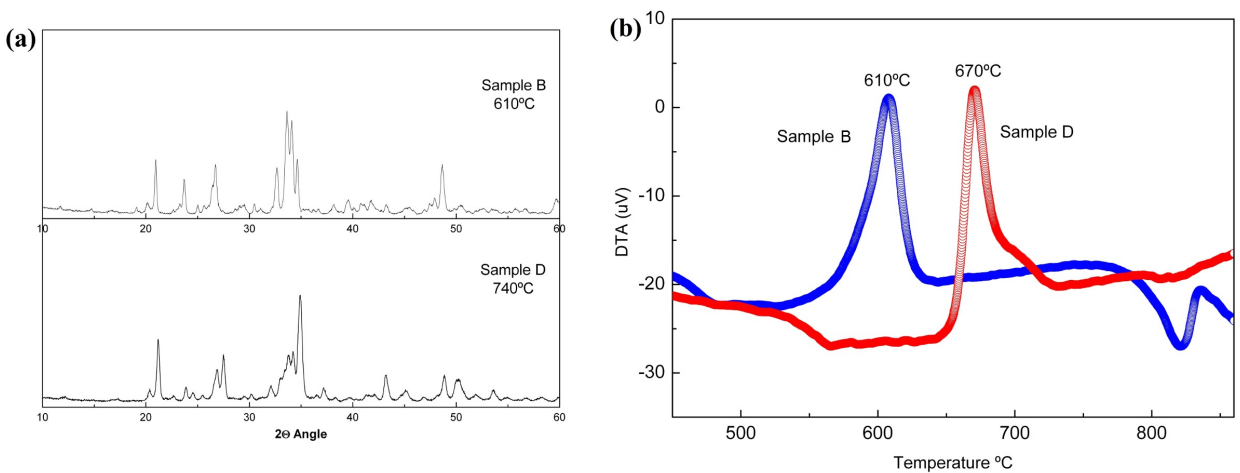 (a)
Sample B
610ºC
10 20 30 40 50 60
Sample D
740ºC
10 20 30 40 50 60
2Θ Angle
(b)
10
0
-10
-20
-30
DTA (uV)
610ºC
670ºC
Sample B
Sample D
500 600 700 800
Temperature ºC